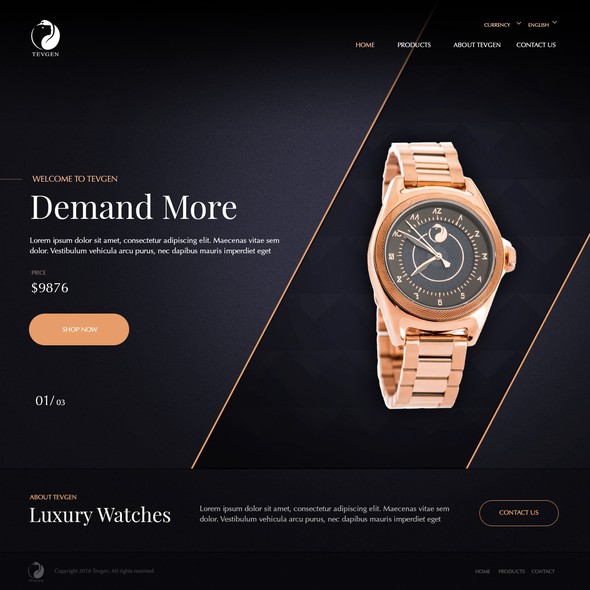 CURRENCY ENGLISH
TEVGEN
HOME PRODUCTS ABOUT TEVGEN CONTACT US
WELCOME TO TEVGEN
Demand More
Lorem ipsum dolor sit amet, consectetur adipiscing elit. Maecenas vitae sem
dolor. Vestibulum vehicula arcu purus, nec dapibus mauris imperdiet eget
PRICE
$9876
SHOP NOW
01/ 03
ABOUT TEVGEN
Luxury Watches
Lorem ipsum dolor sit amet, consectetur adipiscing elit. Maecenas vitae sem
dolor. Vestibulum vehicula arcu purus, nec dapibus mauris imperdiet eget
CONTACT US
Copyright 2018 Tevgen. All rights reserved.
HOME PRODUCTS CONTACT